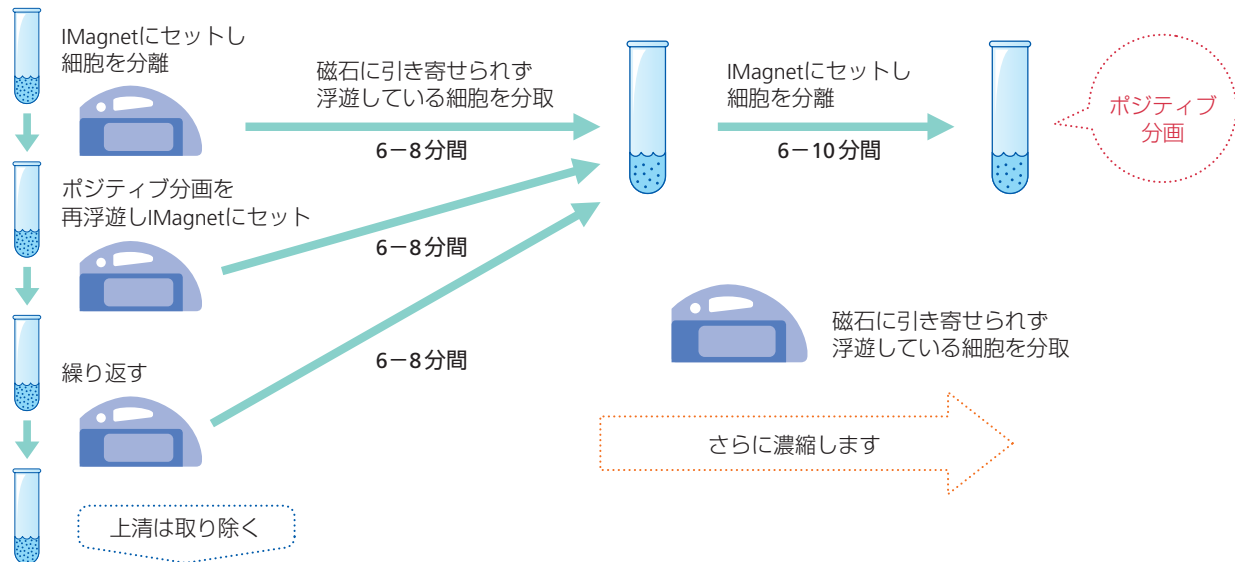 IMagnetにセットし
細胞を分離
磁石に引き寄せられず
浮遊している細胞を分取
6－8分間
IMagnetにセットし
細胞を分離
6－10分間
ポジティブ
分画
ポジティブ分画を
再浮遊しIMagnetにセット
6－8分間
磁石に引き寄せられず
浮遊している細胞を分取
繰り返す
6－8分間
さらに濃縮します
上清は取り除く